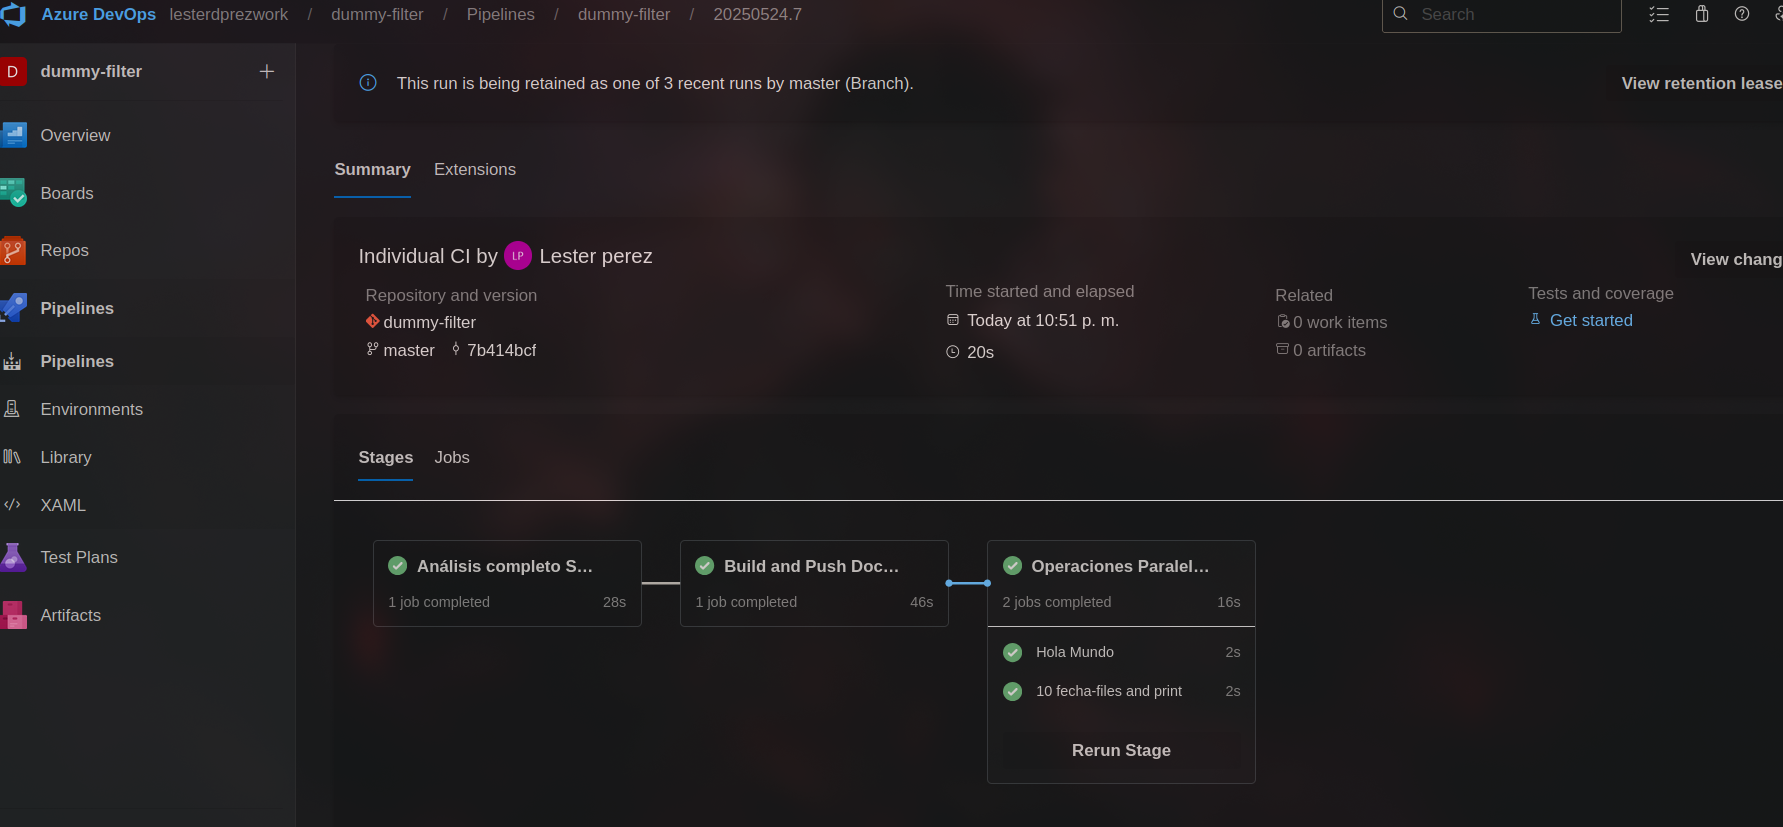 Azure DevOps lesterdprezwork / dummy-filter / Pipelines / dummy-filter / 20250524.7
Search
D dummy-filter
Overview
Boards
Repos
Pipelines
Pipelines
Environments
Library
XAML
Test Plans
Artifacts
This run is being retained as one of 3 recent runs by master (Branch).
View retention lease
Summary Extensions
Individual CI by LP Lester perez
View chang
Repository and version
dummy-filter
master 7b414bcf
Time started and elapsed
Today at 10:51 p. m.
20s
Related
0 work items
0 artifacts
Tests and coverage
Get started
Stages Jobs
Análisis completo S...
1 job completed 28s
Build and Push Doc...
1 job completed 46s
Operaciones Paralel...
2 jobs completed 16s
Hola Mundo 2s
10 fecha-files and print 2s
Rerun Stage